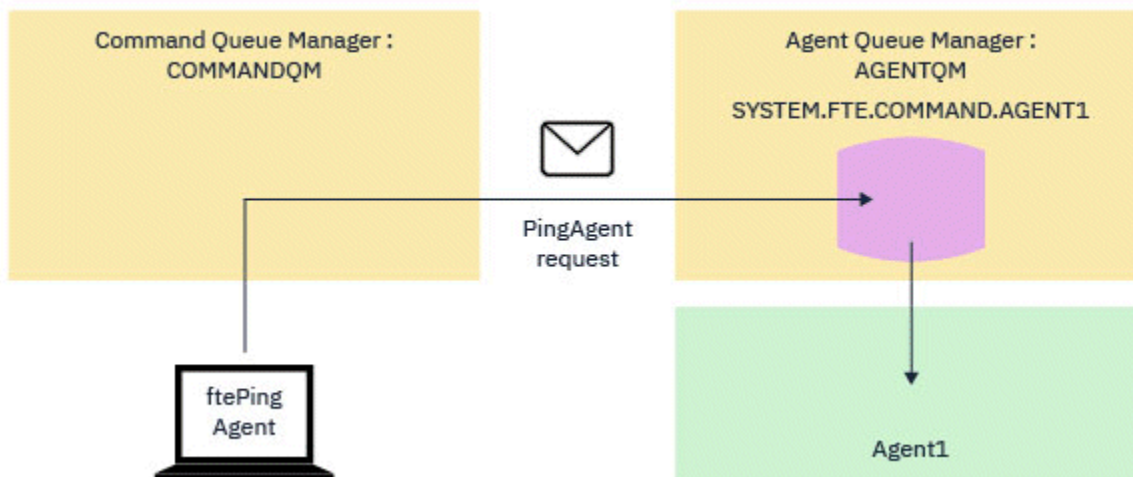 Command Queue Manager :
COMMANDQM
Agent Queue Manager :
AGENTQM
SYSTEM.FTE.COMMAND.AGENT1
PingAgent
request
ftePing
Agent
Agent1